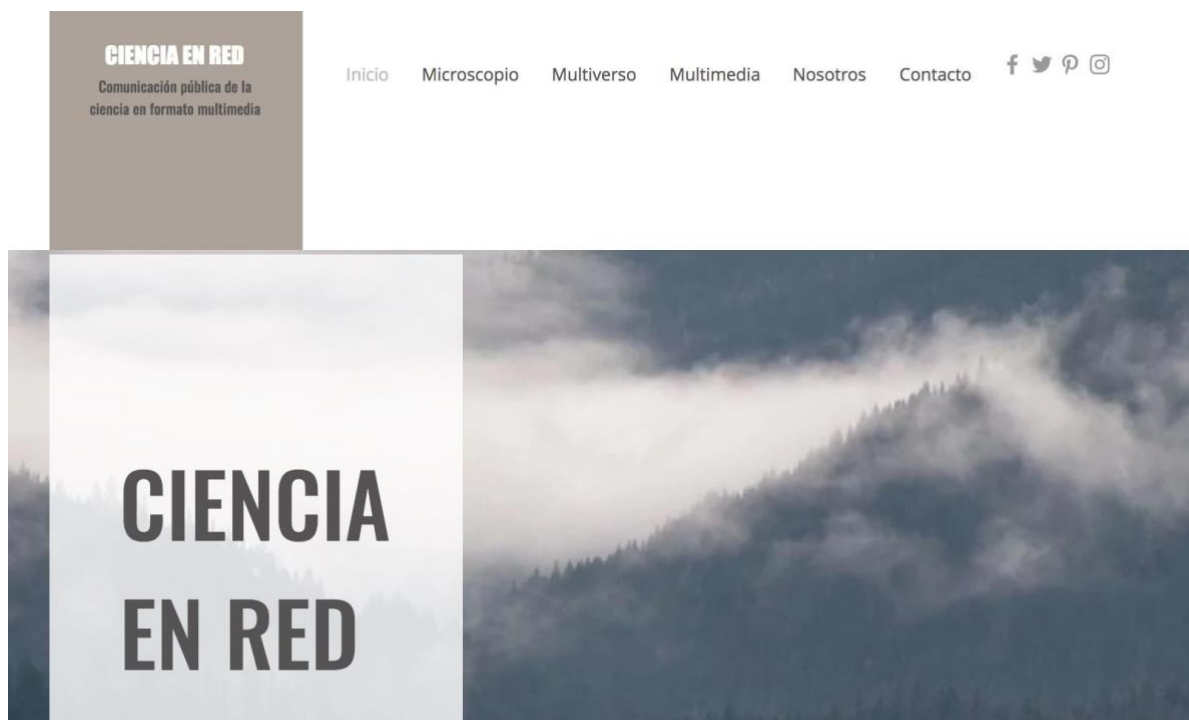 CIENCIA EN RED
Comunicación pública de la
ciencia en formato multimedia
Inicio Microscopio Multiverso Multimedia Nosotros Contacto
CIENCIA
EN RED